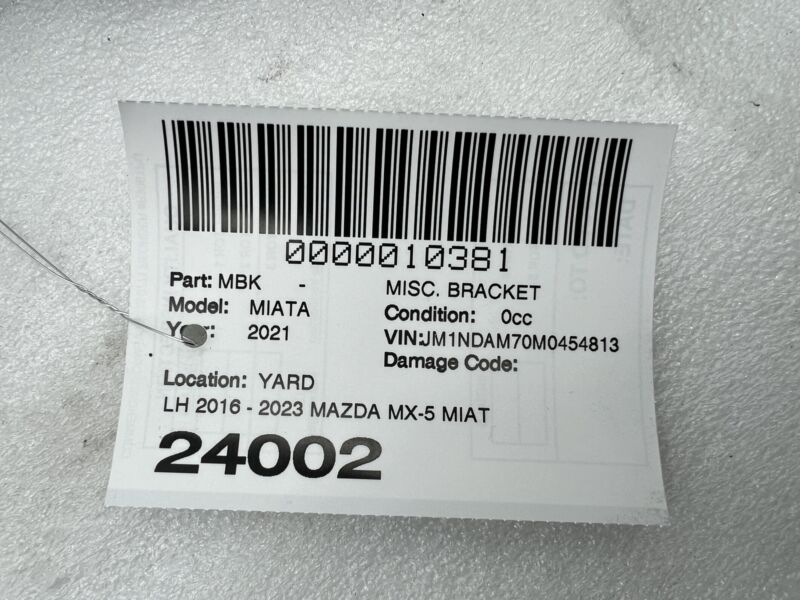 0000010381
Part: MBK - MISC. BRACKET
Model: MIATA Condition: 0cc
Year: 2021 VIN:JM1NDAM70M0454813
Damage Code:
Location: YARD
LH 2016 - 2023 MAZDA MX-5 MIAT
24002